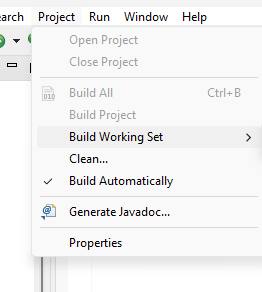 earch Project Run Window Help
Open Project
Close Project
010
Build All Ctrl+B
Build Project
Build Working Set
Clean...
Build Automatically
@
Generate Javadoc...
Properties